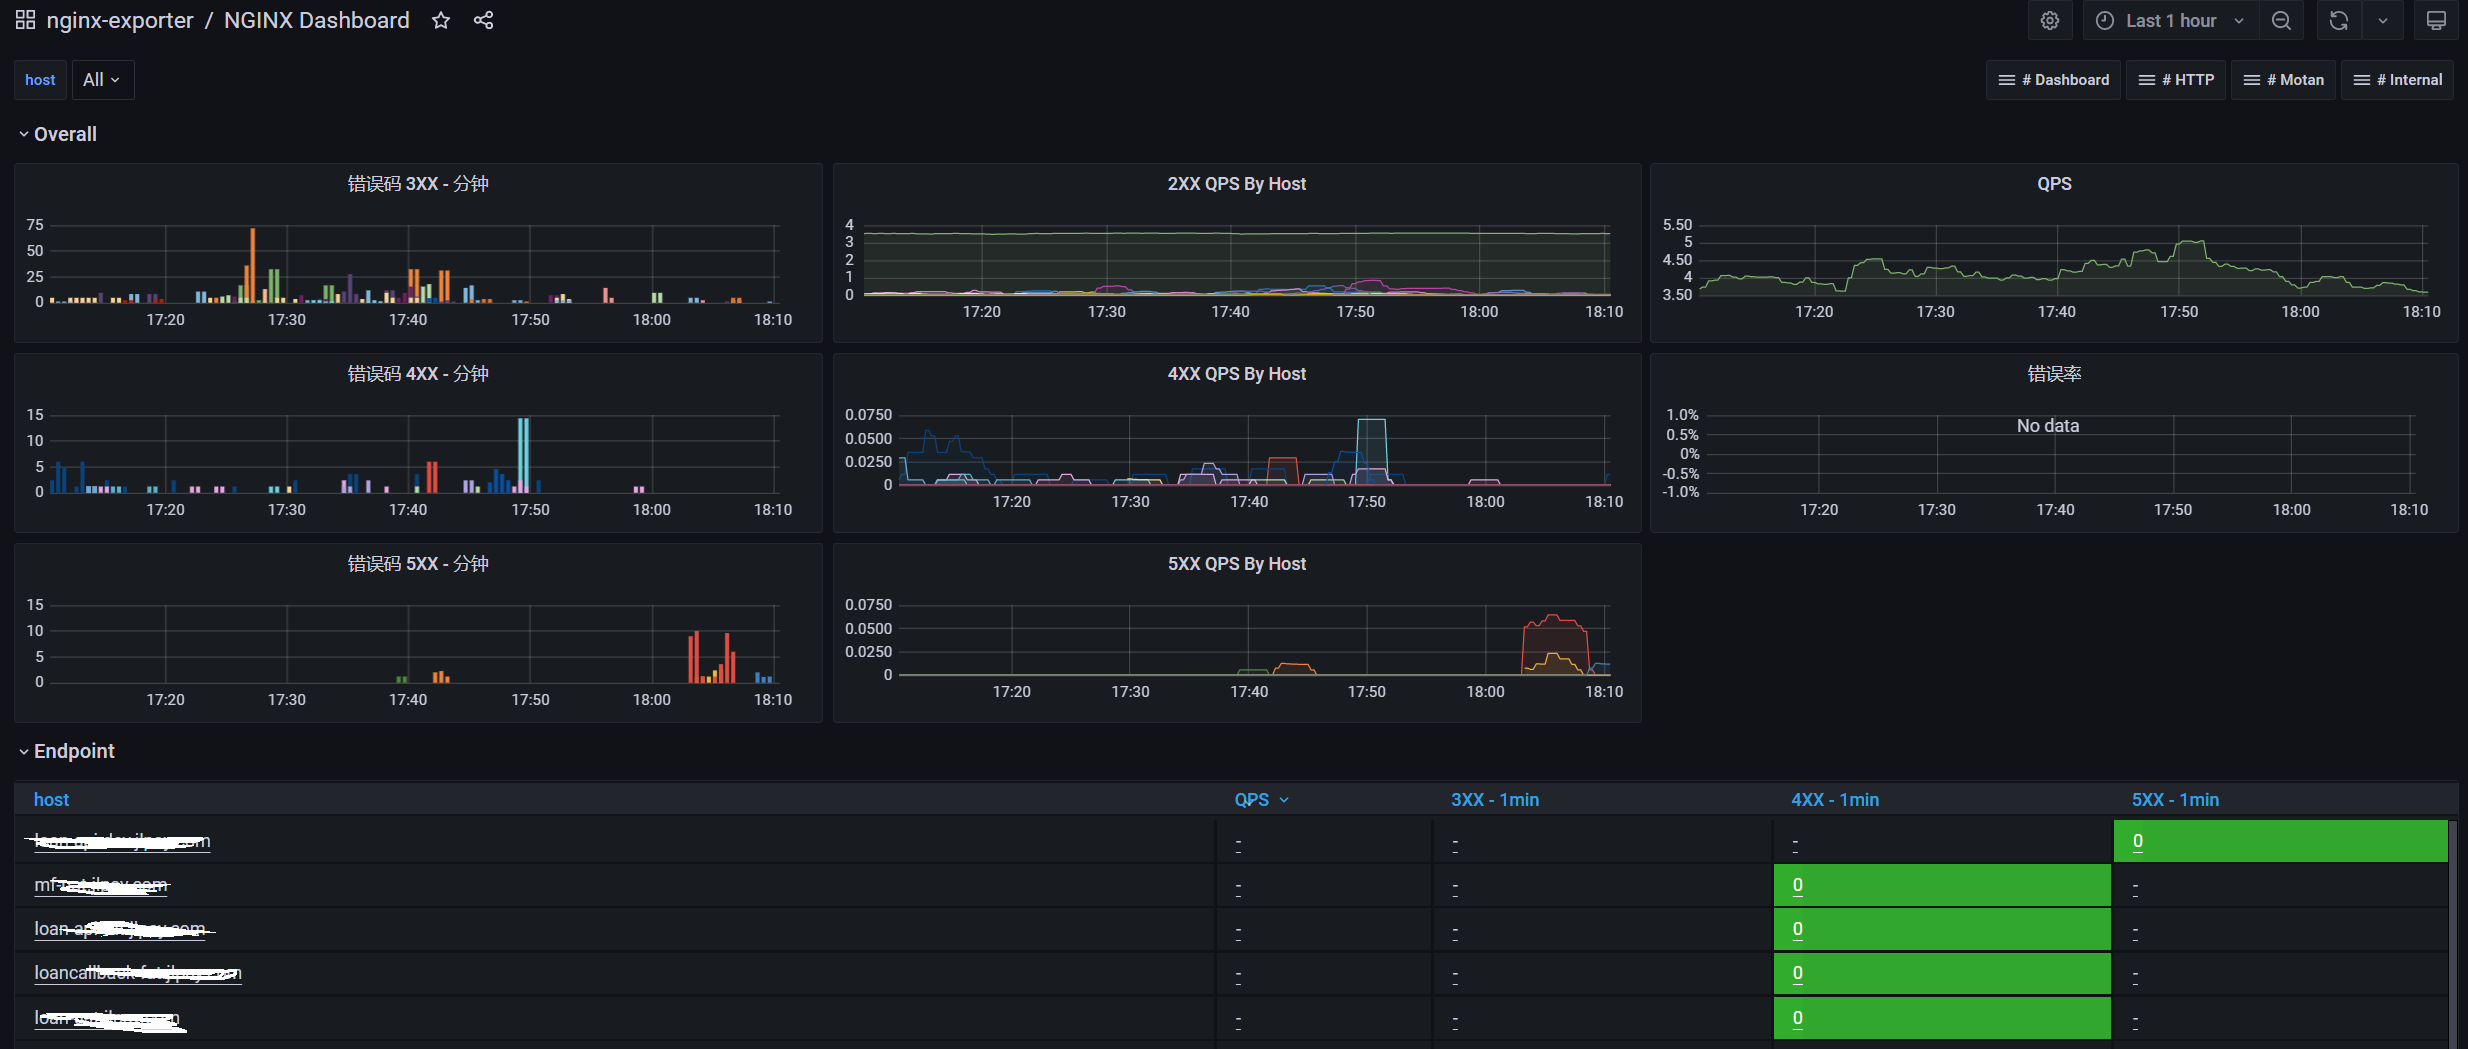 nginx-exporter / NGINX Dashboard
Last 1 hour
host All
# Dashboard # HTTP # Motan # Internal
Overall
错误码 3XX - 分钟
75
50
25
0
17:20 17:30 17:40 17:50 18:00 18:10
2XX QPS By Host
4
3
2
1
0
17:20 17:30 17:40 17:50 18:00 18:10
QPS
5.50
5
4.50
4
3.50
17:20 17:30 17:40 17:50 18:00 18:10
错误码 4XX - 分钟
15
10
5
0
17:20 17:30 17:40 17:50 18:00 18:10
4XX QPS By Host
0.0750
0.0500
0.0250
0
17:20 17:30 17:40 17:50 18:00 18:10
错误率
1.0%
0.5%
0%
-0.5%
-1.0%
No data
17:20 17:30 17:40 17:50 18:00 18:10
错误码 5XX - 分钟
15
10
5
0
17:20 17:30 17:40 17:50 18:00 18:10
5XX QPS By Host
0.0750
0.0500
0.0250
0
17:20 17:30 17:40 17:50 18:00 18:10
Endpoint
host QPS 3XX - 1min 4XX - 1min 5XX - 1min
- - - 0
- - 0 -
- - 0 -
- - 0 -
- - 0 -